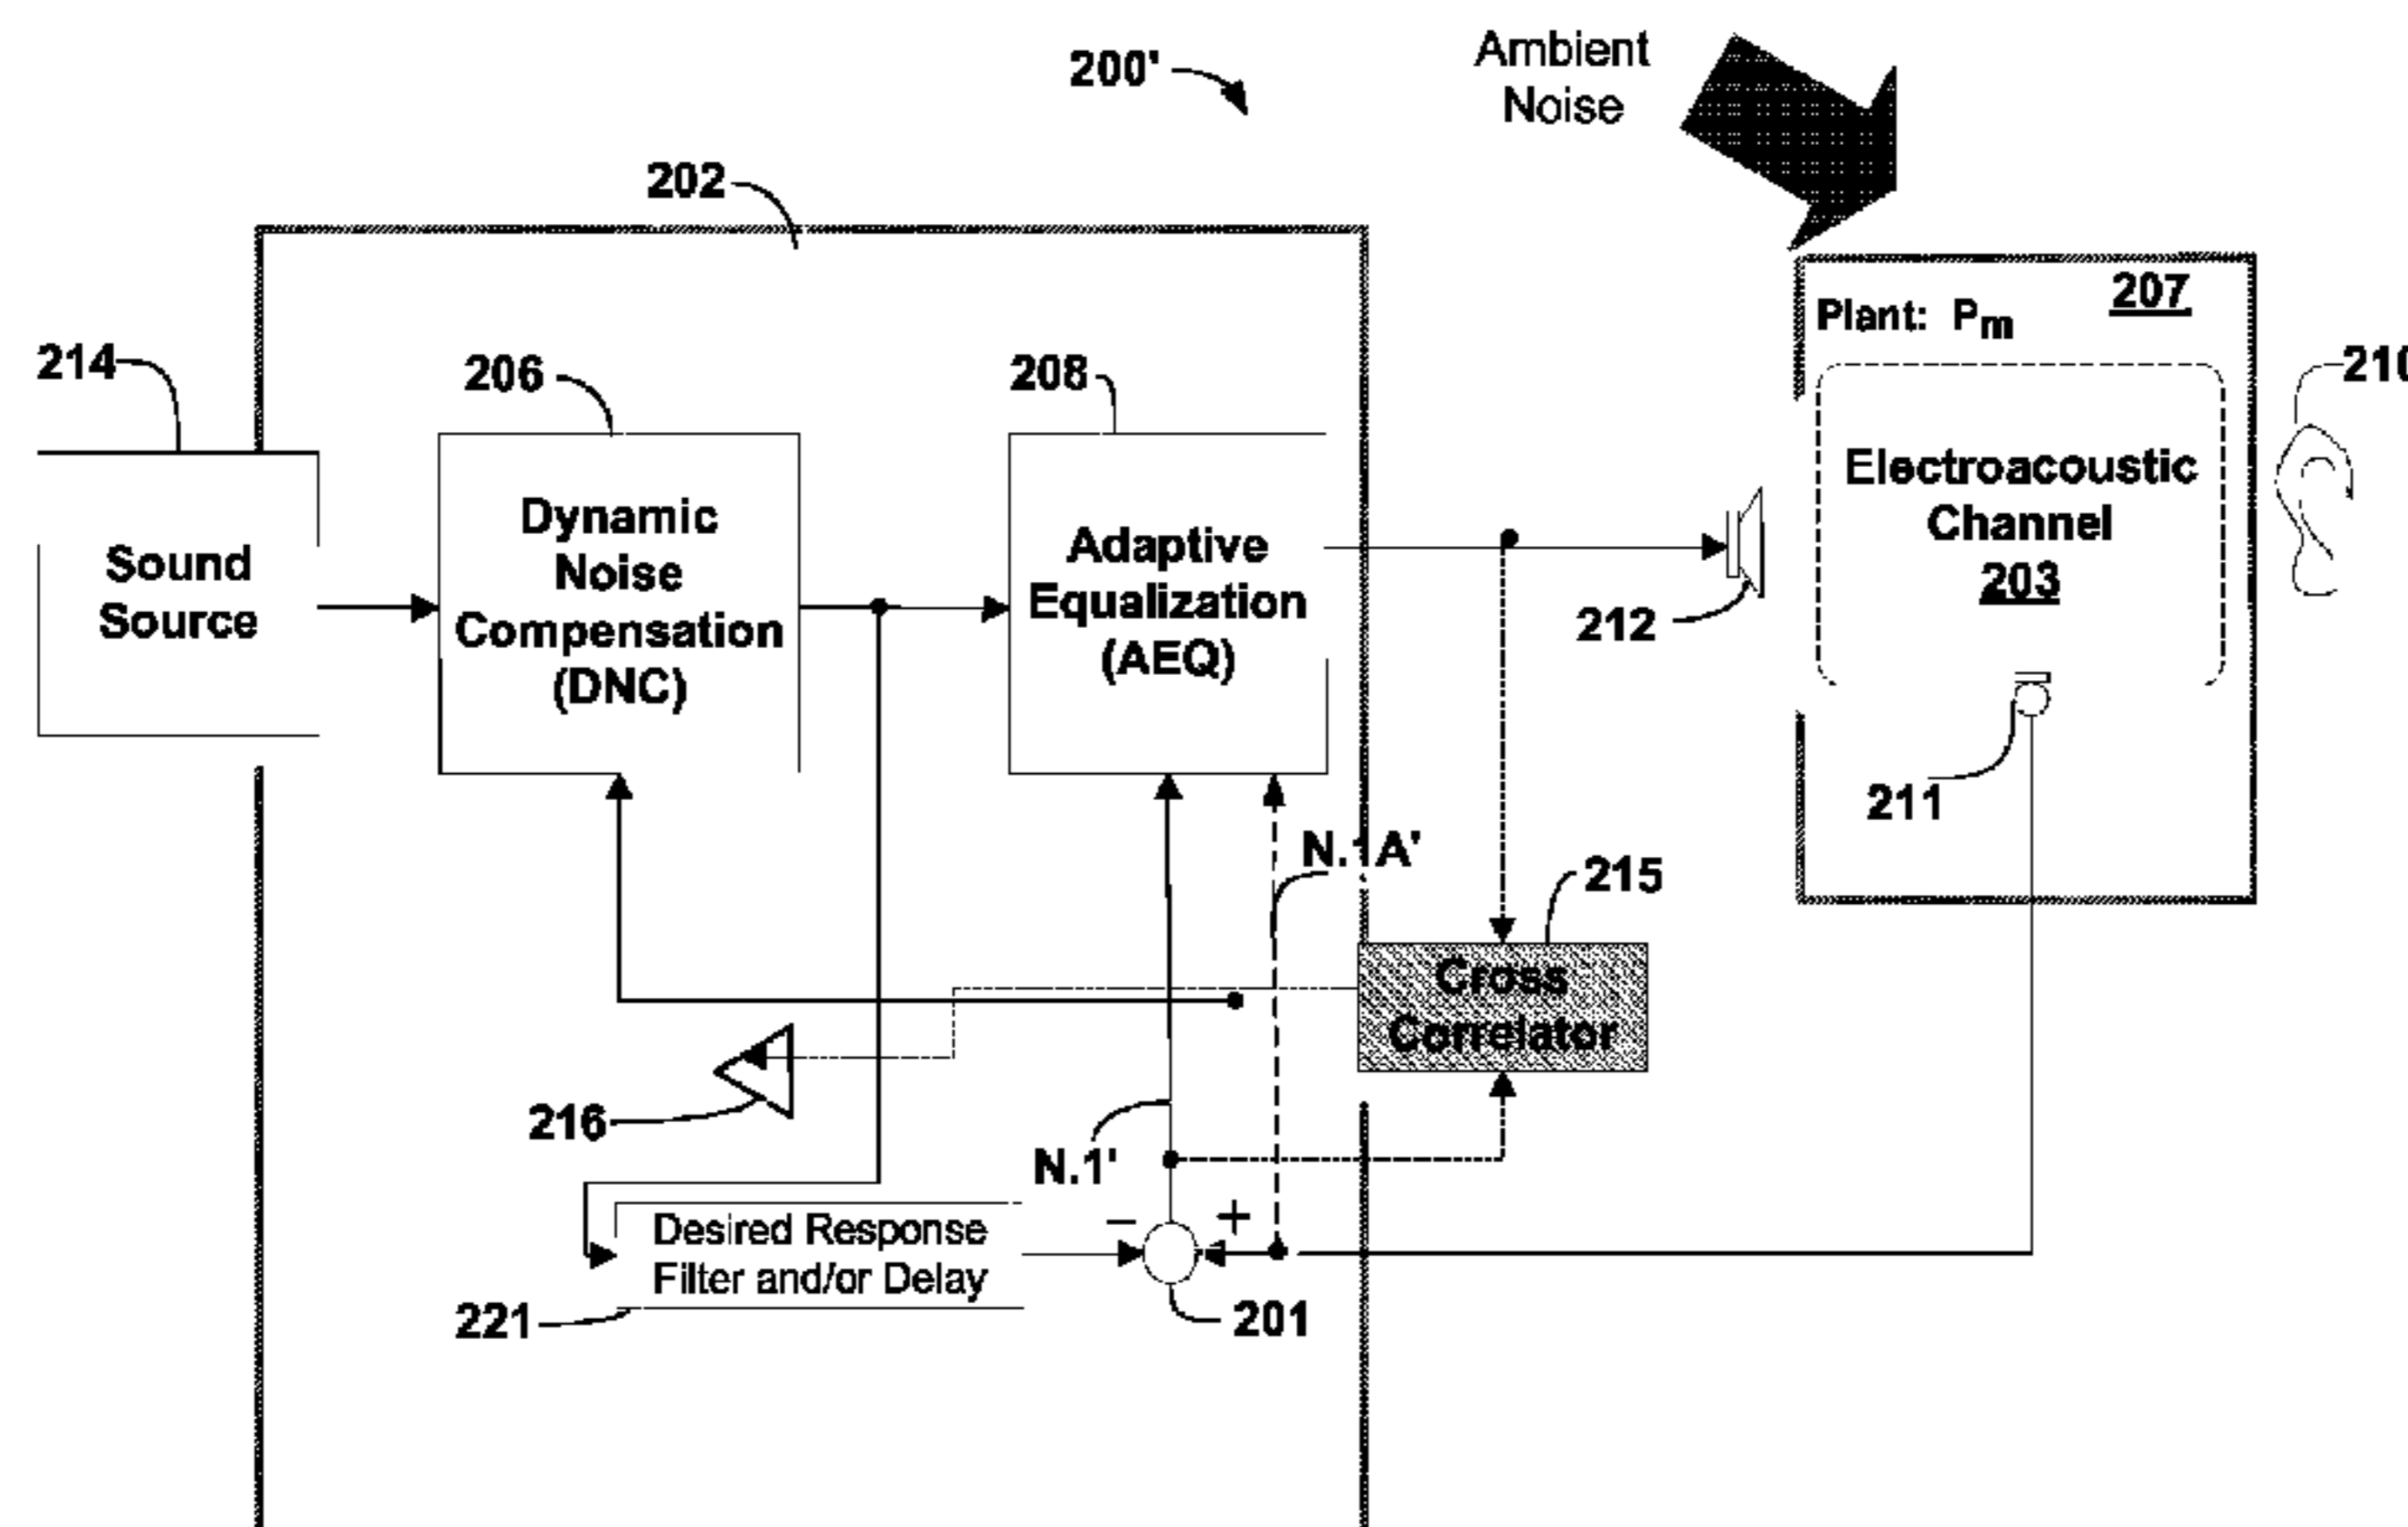 200'
Ambient
Noise
202
207
Plant: Pm
214
206
208
210
Sound
Source
Dynamic
Noise
Compensation
(DNC)
Adaptive
Equalization
(AEQ)
Electroacoustic
Channel
203
212
211
N.1A'
215
Cross
Correlator
216
N.1'
− +
Desired Response
Filter and/or Delay
221
201